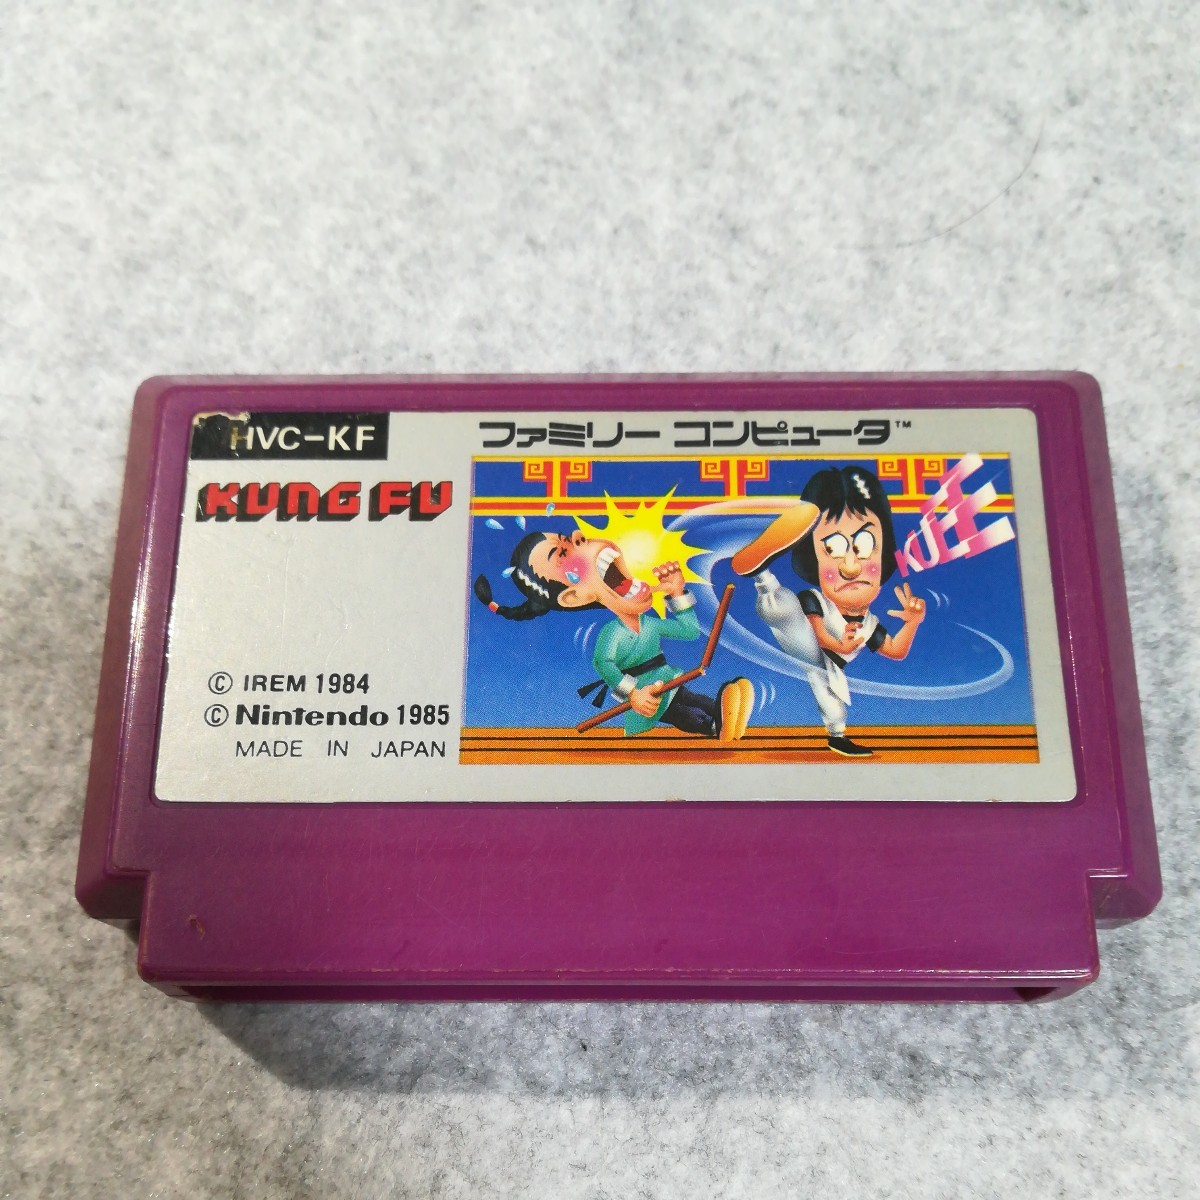 HVC-KF
ファミリー コンピュータ™
KUNG FU
KUEEE
© IREM 1984
© Nintendo 1985
MADE IN JAPAN